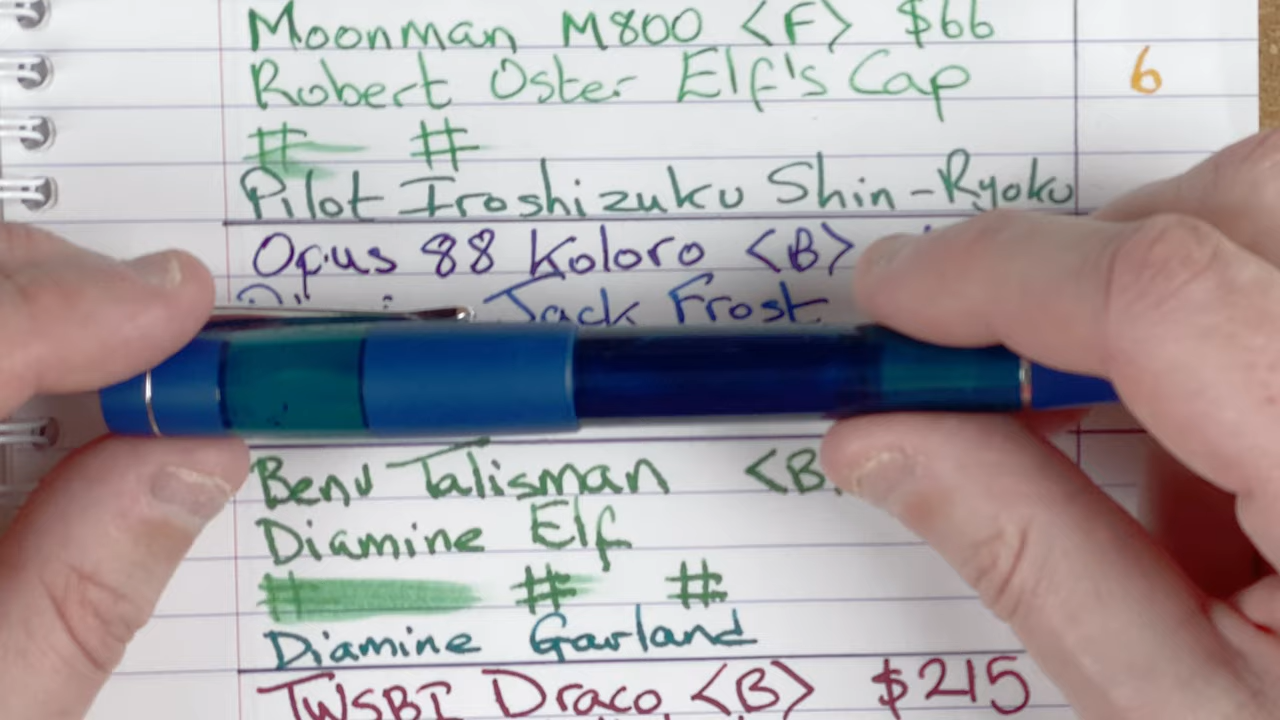 Moonman M800 <F> $66
Robert Oster Elf's Cap
6
# #
Pilot Iroshizuku Shin-Ryoku
Opus 88 Koloro <B>
Jack Frost
Benu Talisman <B
Diamine Elf
# # #
Diamine Garland
TWSBI Draco <B> $215